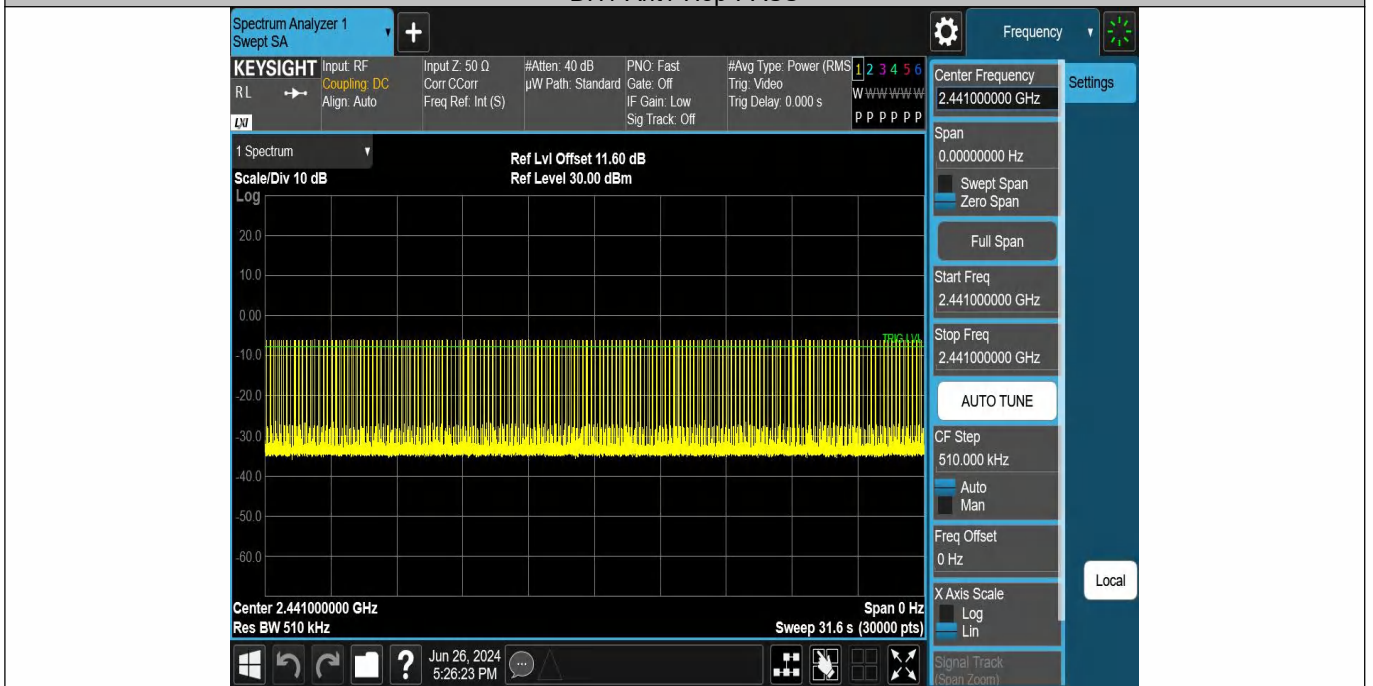 Spectrum Analyzer 1
Swept SA
+
Frequency
KEYSIGHT
RL
LXI
Input: RF
Coupling: DC
Align: Auto
Input Z: 50 Ω
Corr CCorr
Freq Ref: Int (S)
#Atten: 40 dB
µW Path: Standard
PNO: Fast
Gate: Off
IF Gain: Low
Sig Track: Off
#Avg Type: Power (RMS
Trig: Video
Trig Delay: 0.000 s
1 2 3 4 5 6
W W W W W W
P P P P P P
1 Spectrum
Scale/Div 10 dB
Log
Ref Lvl Offset 11.60 dB
Ref Level 30.00 dBm
20.0
10.0
0.00
TRIG LVL
-10.0
-20.0
-30.0
-40.0
-50.0
-60.0
Center 2.441000000 GHz
Res BW 510 kHz
Span 0 Hz
Sweep 31.6 s (30000 pts)
Center Frequency
2.441000000 GHz
Settings
Span
0.00000000 Hz
Swept Span
Zero Span
Full Span
Start Freq
2.441000000 GHz
Stop Freq
2.441000000 GHz
AUTO TUNE
CF Step
510.000 kHz
Auto
Man
Freq Offset
0 Hz
X Axis Scale
Log
Lin
Local
Signal Track
(Span Zoom)
?
Jun 26, 2024
5:26:23 PM